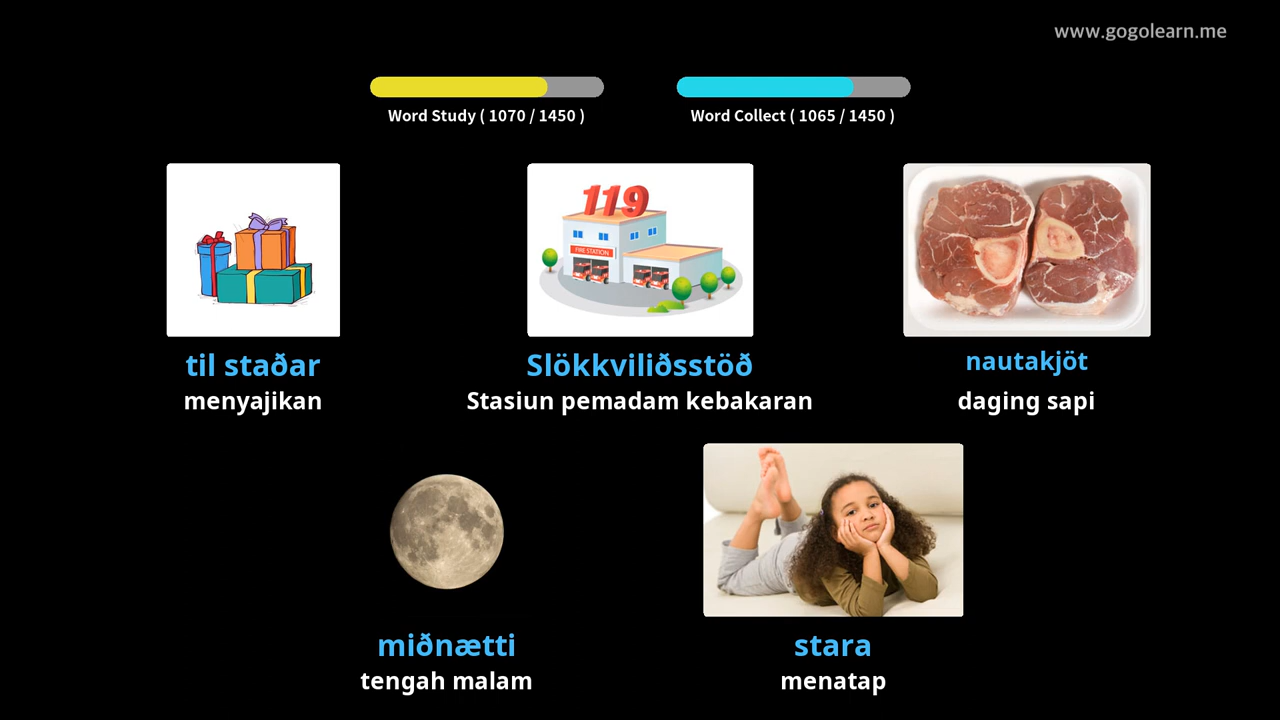 www.gogolearn.me
Word Study ( 1070 / 1450 )
Word Collect ( 1065 / 1450 )
119
FIRE STATION
til staðar
menyajikan
Slökkviliðsstöð
Stasiun pemadam kebakaran
nautakjöt
daging sapi
miðnætti
tengah malam
stara
menatap